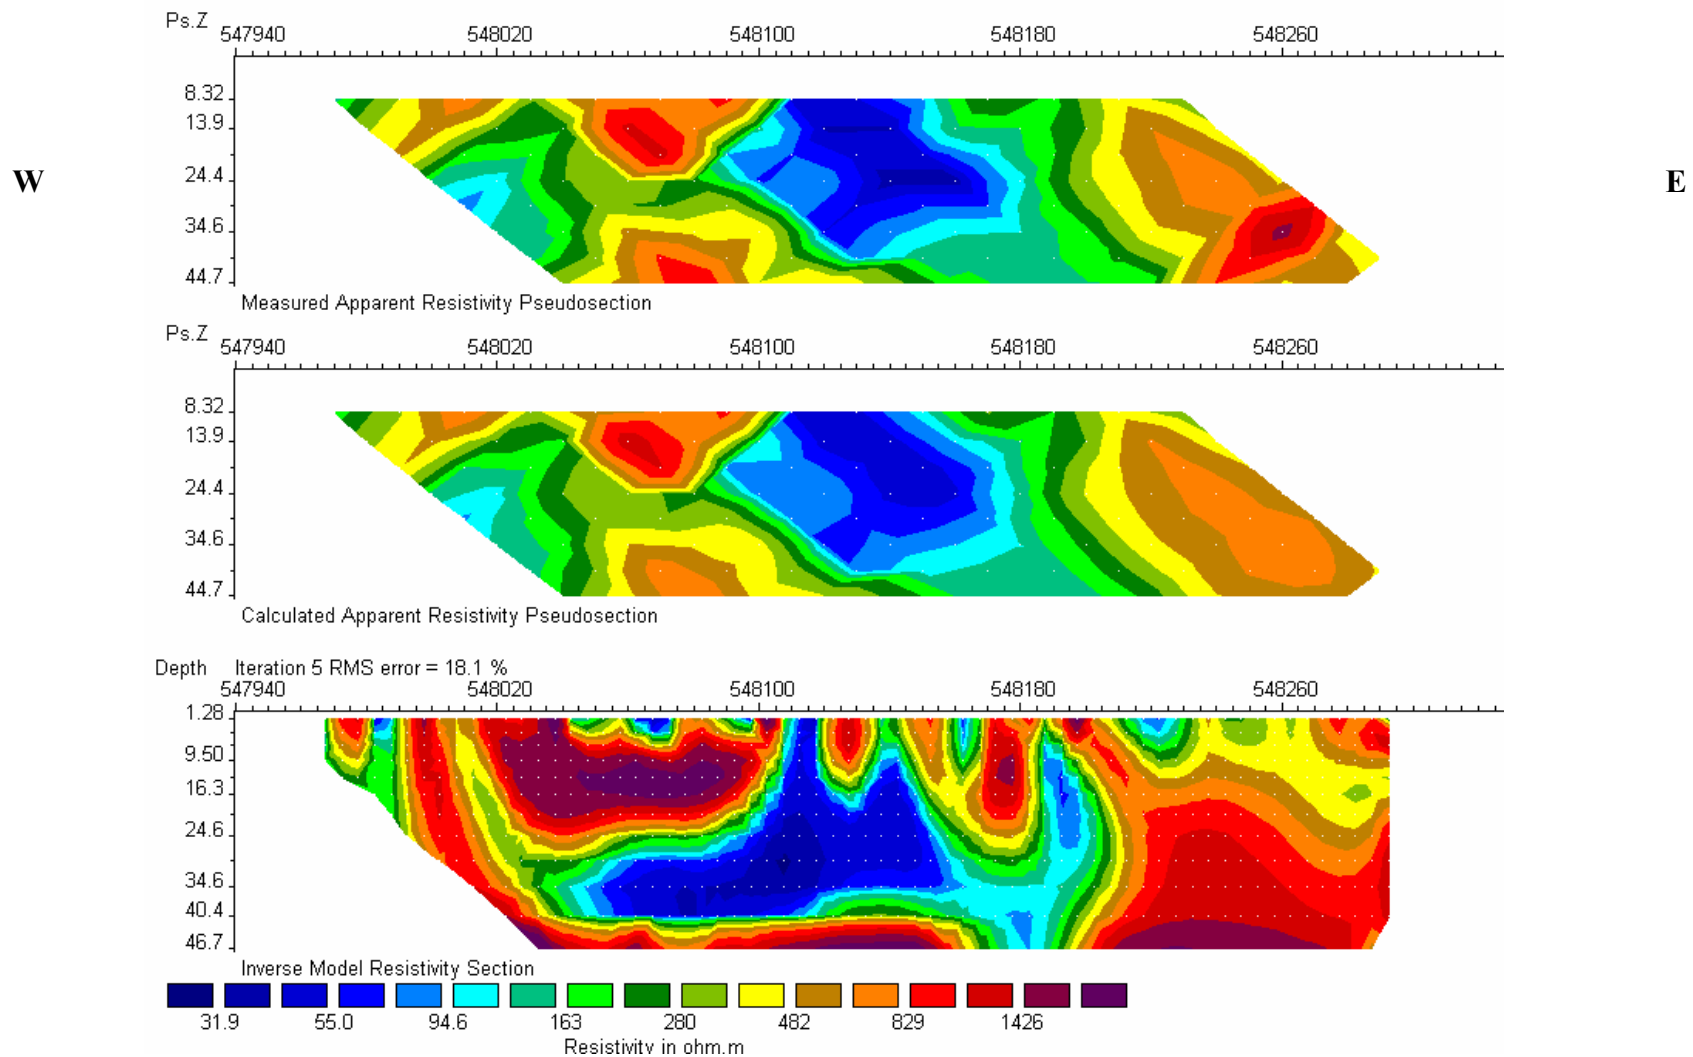 Ps.Z
547940 548020 548100 548180 548260
8.32
13.9
W
24.4
E
34.6
44.7
Measured Apparent Resistivity Pseudosection
Ps.Z
547940 548020 548100 548180 548260
8.32
13.9
24.4
34.6
44.7
Calculated Apparent Resistivity Pseudosection
Depth Iteration 5 RMS error = 18.1 %
547940 548020 548100 548180 548260
1.28
9.50
16.3
24.6
34.6
40.4
46.7
Inverse Model Resistivity Section
31.9 55.0 94.6 163 280 482 829 1426
Resistivity in ohm.m